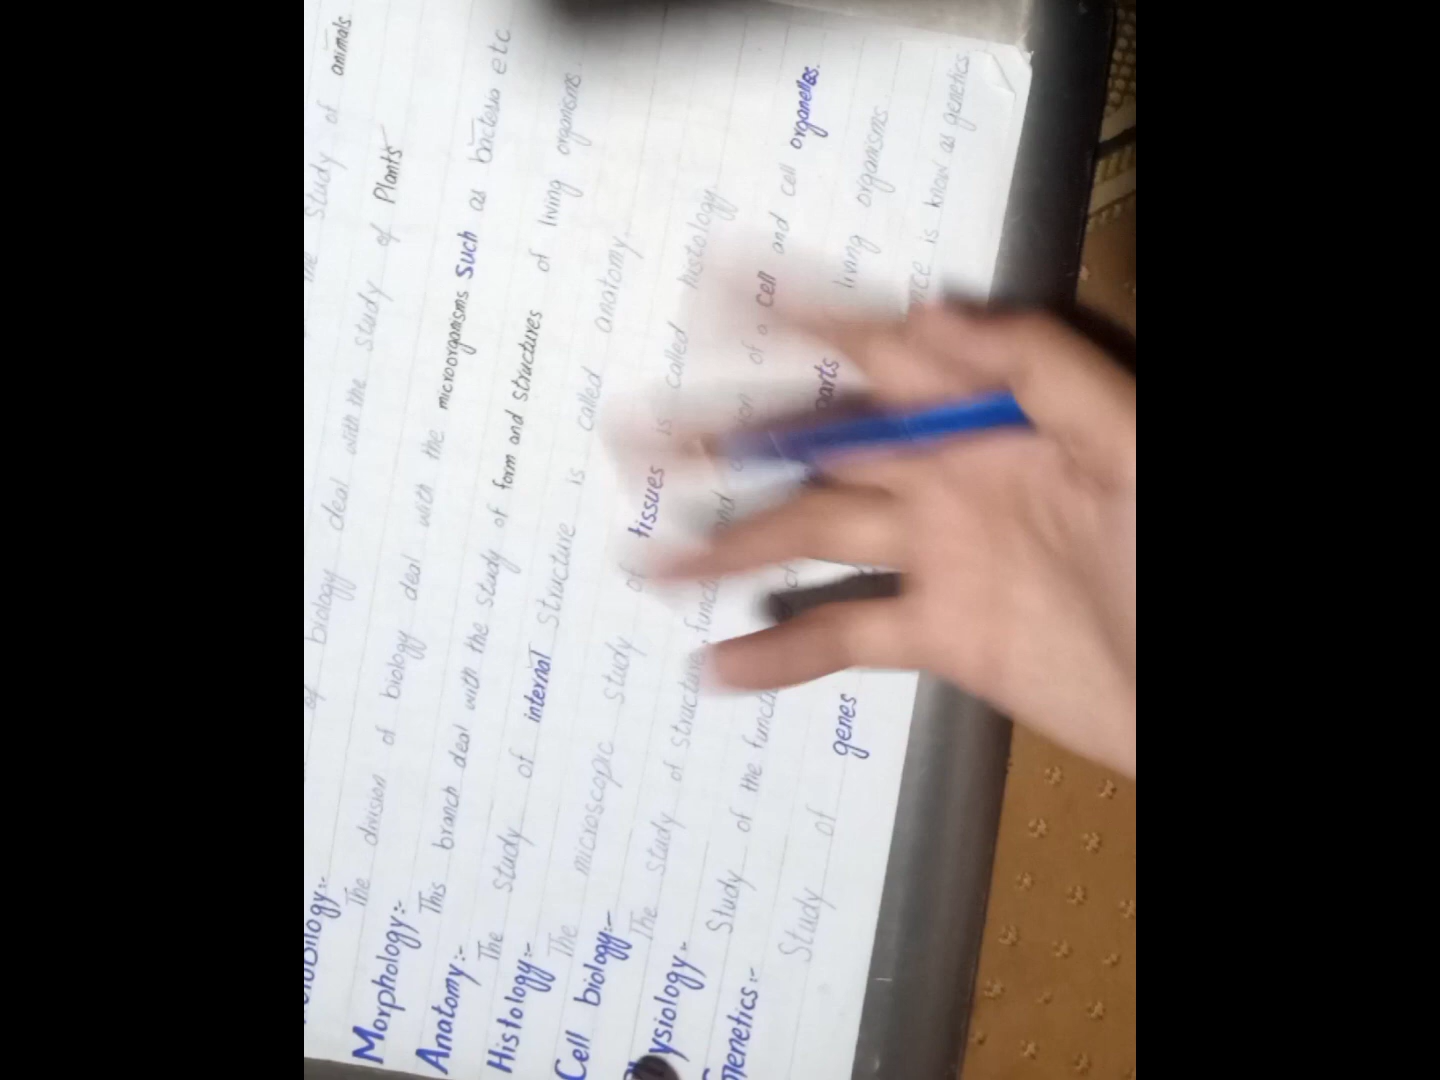 the study of animals.
of biology deal with the study of Plants
Microbilogy:-
The division of biology deal with the microorganisms such as bacteria etc
Morphology:-
This branch deal with the study of form and structures of living organisms.
Anatomy:-
The study of internal structure is called anatomy.
Histology:-
The microscopic study of tissues is called histology.
Cell biology:-
The study of structure, and of a cell and cell organelles.
Physiology:-
Study of the parts living organisms
Genetics:-
Study of genes is know as genetics.